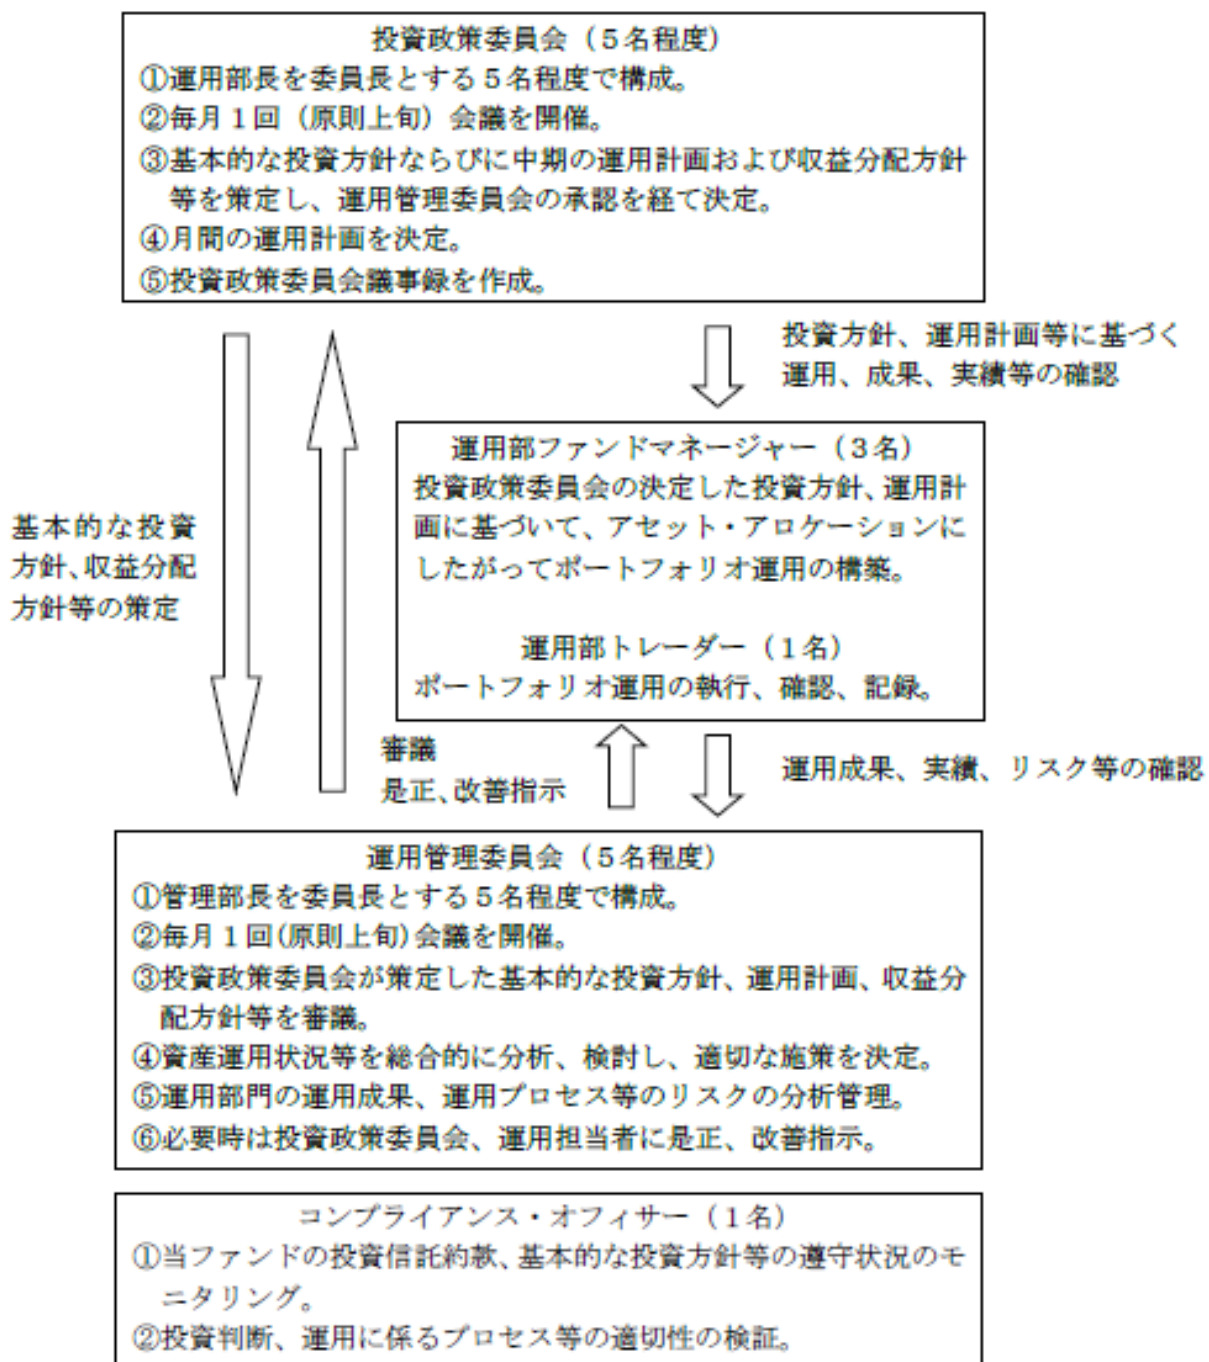 投資政策委員会（５名程度）
①運用部長を委員長とする５名程度で構成。
②毎月１回（原則上旬）会議を開催。
③基本的な投資方針ならびに中期の運用計画および収益分配方針
等を策定し、運用管理委員会の承認を経て決定。
④月間の運用計画を決定。
⑤投資政策委員会議事録を作成。
投資方針、運用計画等に基づく
運用、成果、実績等の確認
運用部ファンドマネージャー（３名）
投資政策委員会の決定した投資方針、運用計
画に基づいて、アセット・アロケーションに
したがってポートフォリオ運用の構築。
運用部トレーダー（１名）
ポートフォリオ運用の執行、確認、記録。
基本的な投資
方針、収益分配
方針等の策定
審議
是正、改善指示
運用成果、実績、リスク等の確認
運用管理委員会（５名程度）
①管理部長を委員長とする５名程度で構成。
②毎月１回(原則上旬)会議を開催。
③投資政策委員会が策定した基本的な投資方針、運用計画、収益分
配方針等を審議。
④資産運用状況等を総合的に分析、検討し、適切な施策を決定。
⑤運用部門の運用成果、運用プロセス等のリスクの分析管理。
⑥必要時は投資政策委員会、運用担当者に是正、改善指示。
コンプライアンス・オフィサー（１名）
①当ファンドの投資信託約款、基本的な投資方針等の遵守状況のモ
ニタリング。
②投資判断、運用に係るプロセス等の適切性の検証。